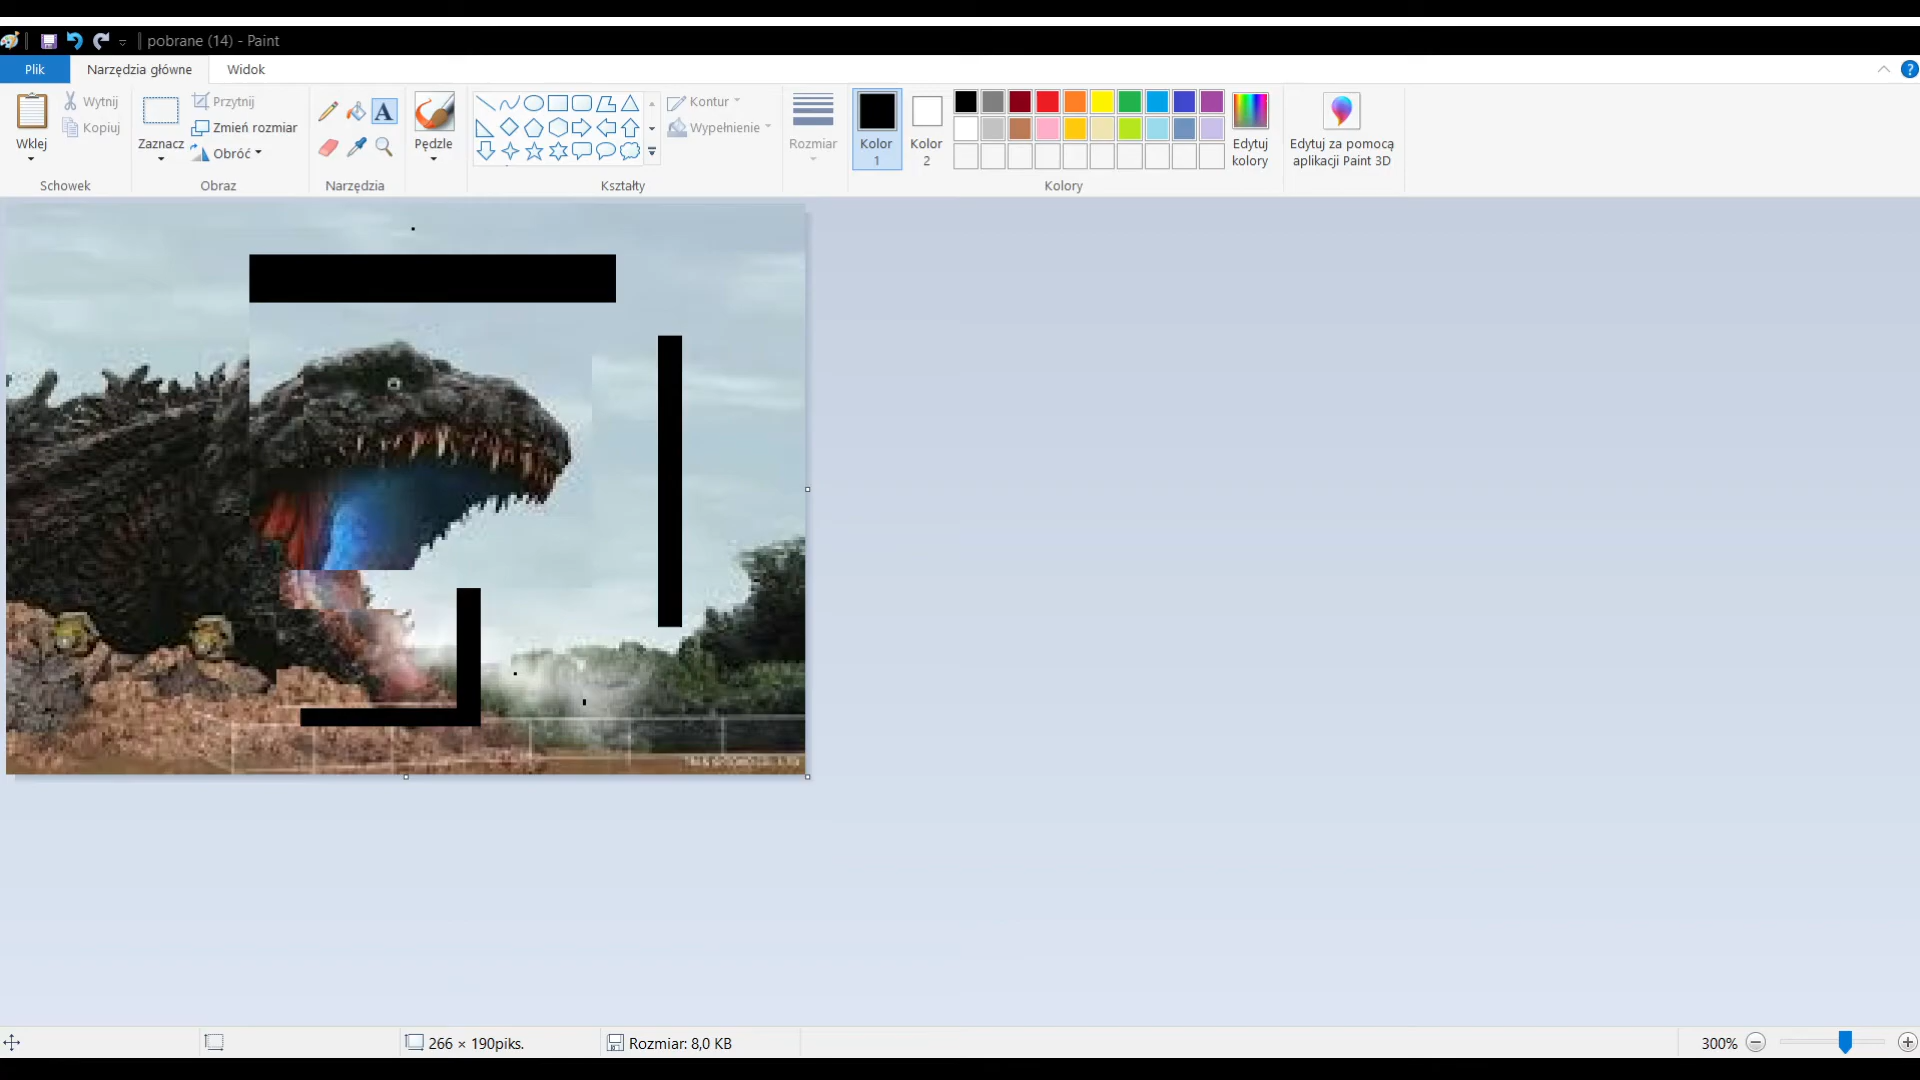 pobrane (14) - Paint
Plik Narzędzia główne Widok
Wklej
Wytnij
Kopiuj
Schowek
Zaznacz
Przytnij
Zmień rozmiar
Obróć
Obraz
A
Narzędzia
Pędzle
Kontur
Wypełnienie
Kształty
Rozmiar
Kolor
1
Kolor
2
Kolory
Edytuj
kolory
Edytuj za pomocą
aplikacji Paint 3D
?
266 × 190piks.
Rozmiar: 8,0 KB
300%